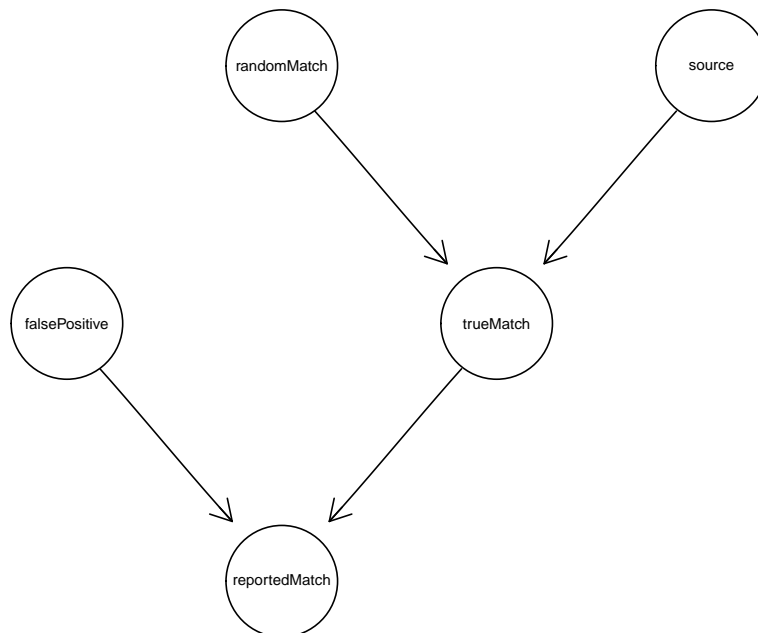 randomMatch
source
falsePositive
trueMatch
reportedMatch